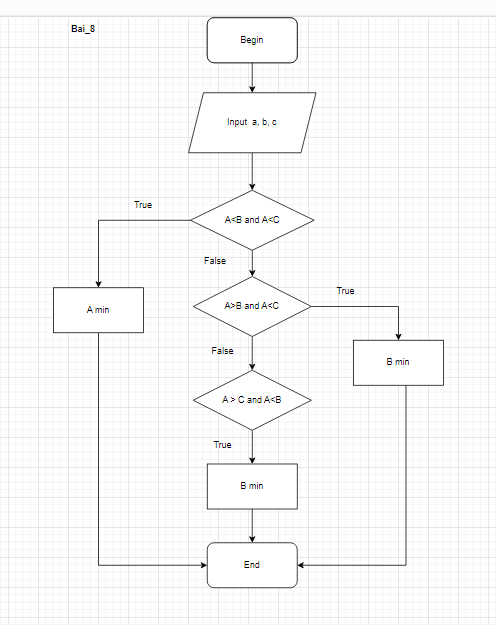 Bai_8
Begin
Input a, b, c
True
A<B and A<C
False
A>B and A<C
True
A min
False
B min
A > C and A<B
True
B min
End